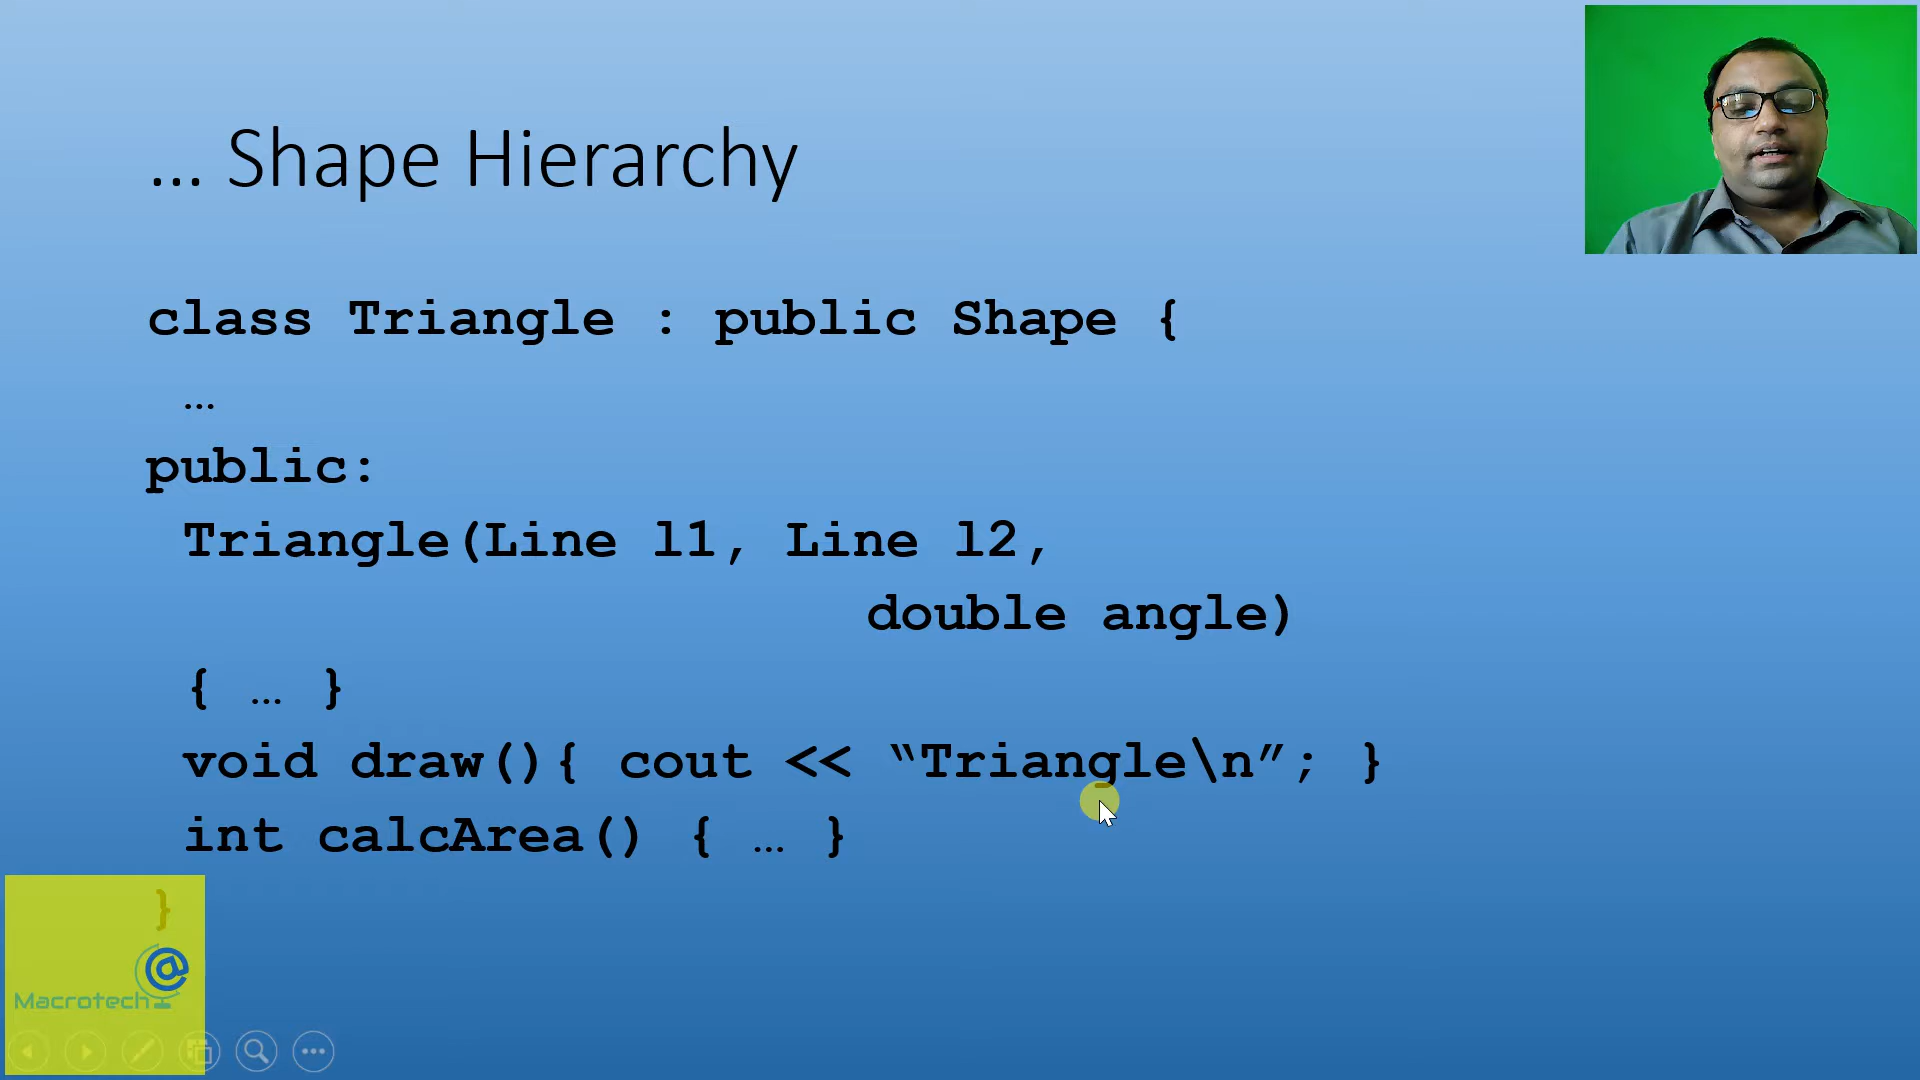 … Shape Hierarchy
class Triangle : public Shape {
…
public:
Triangle(Line l1, Line l2,
double angle)
{ … }
void draw(){ cout << “Triangle\n”; }
int calcArea() { … }
}
@
Macrotech